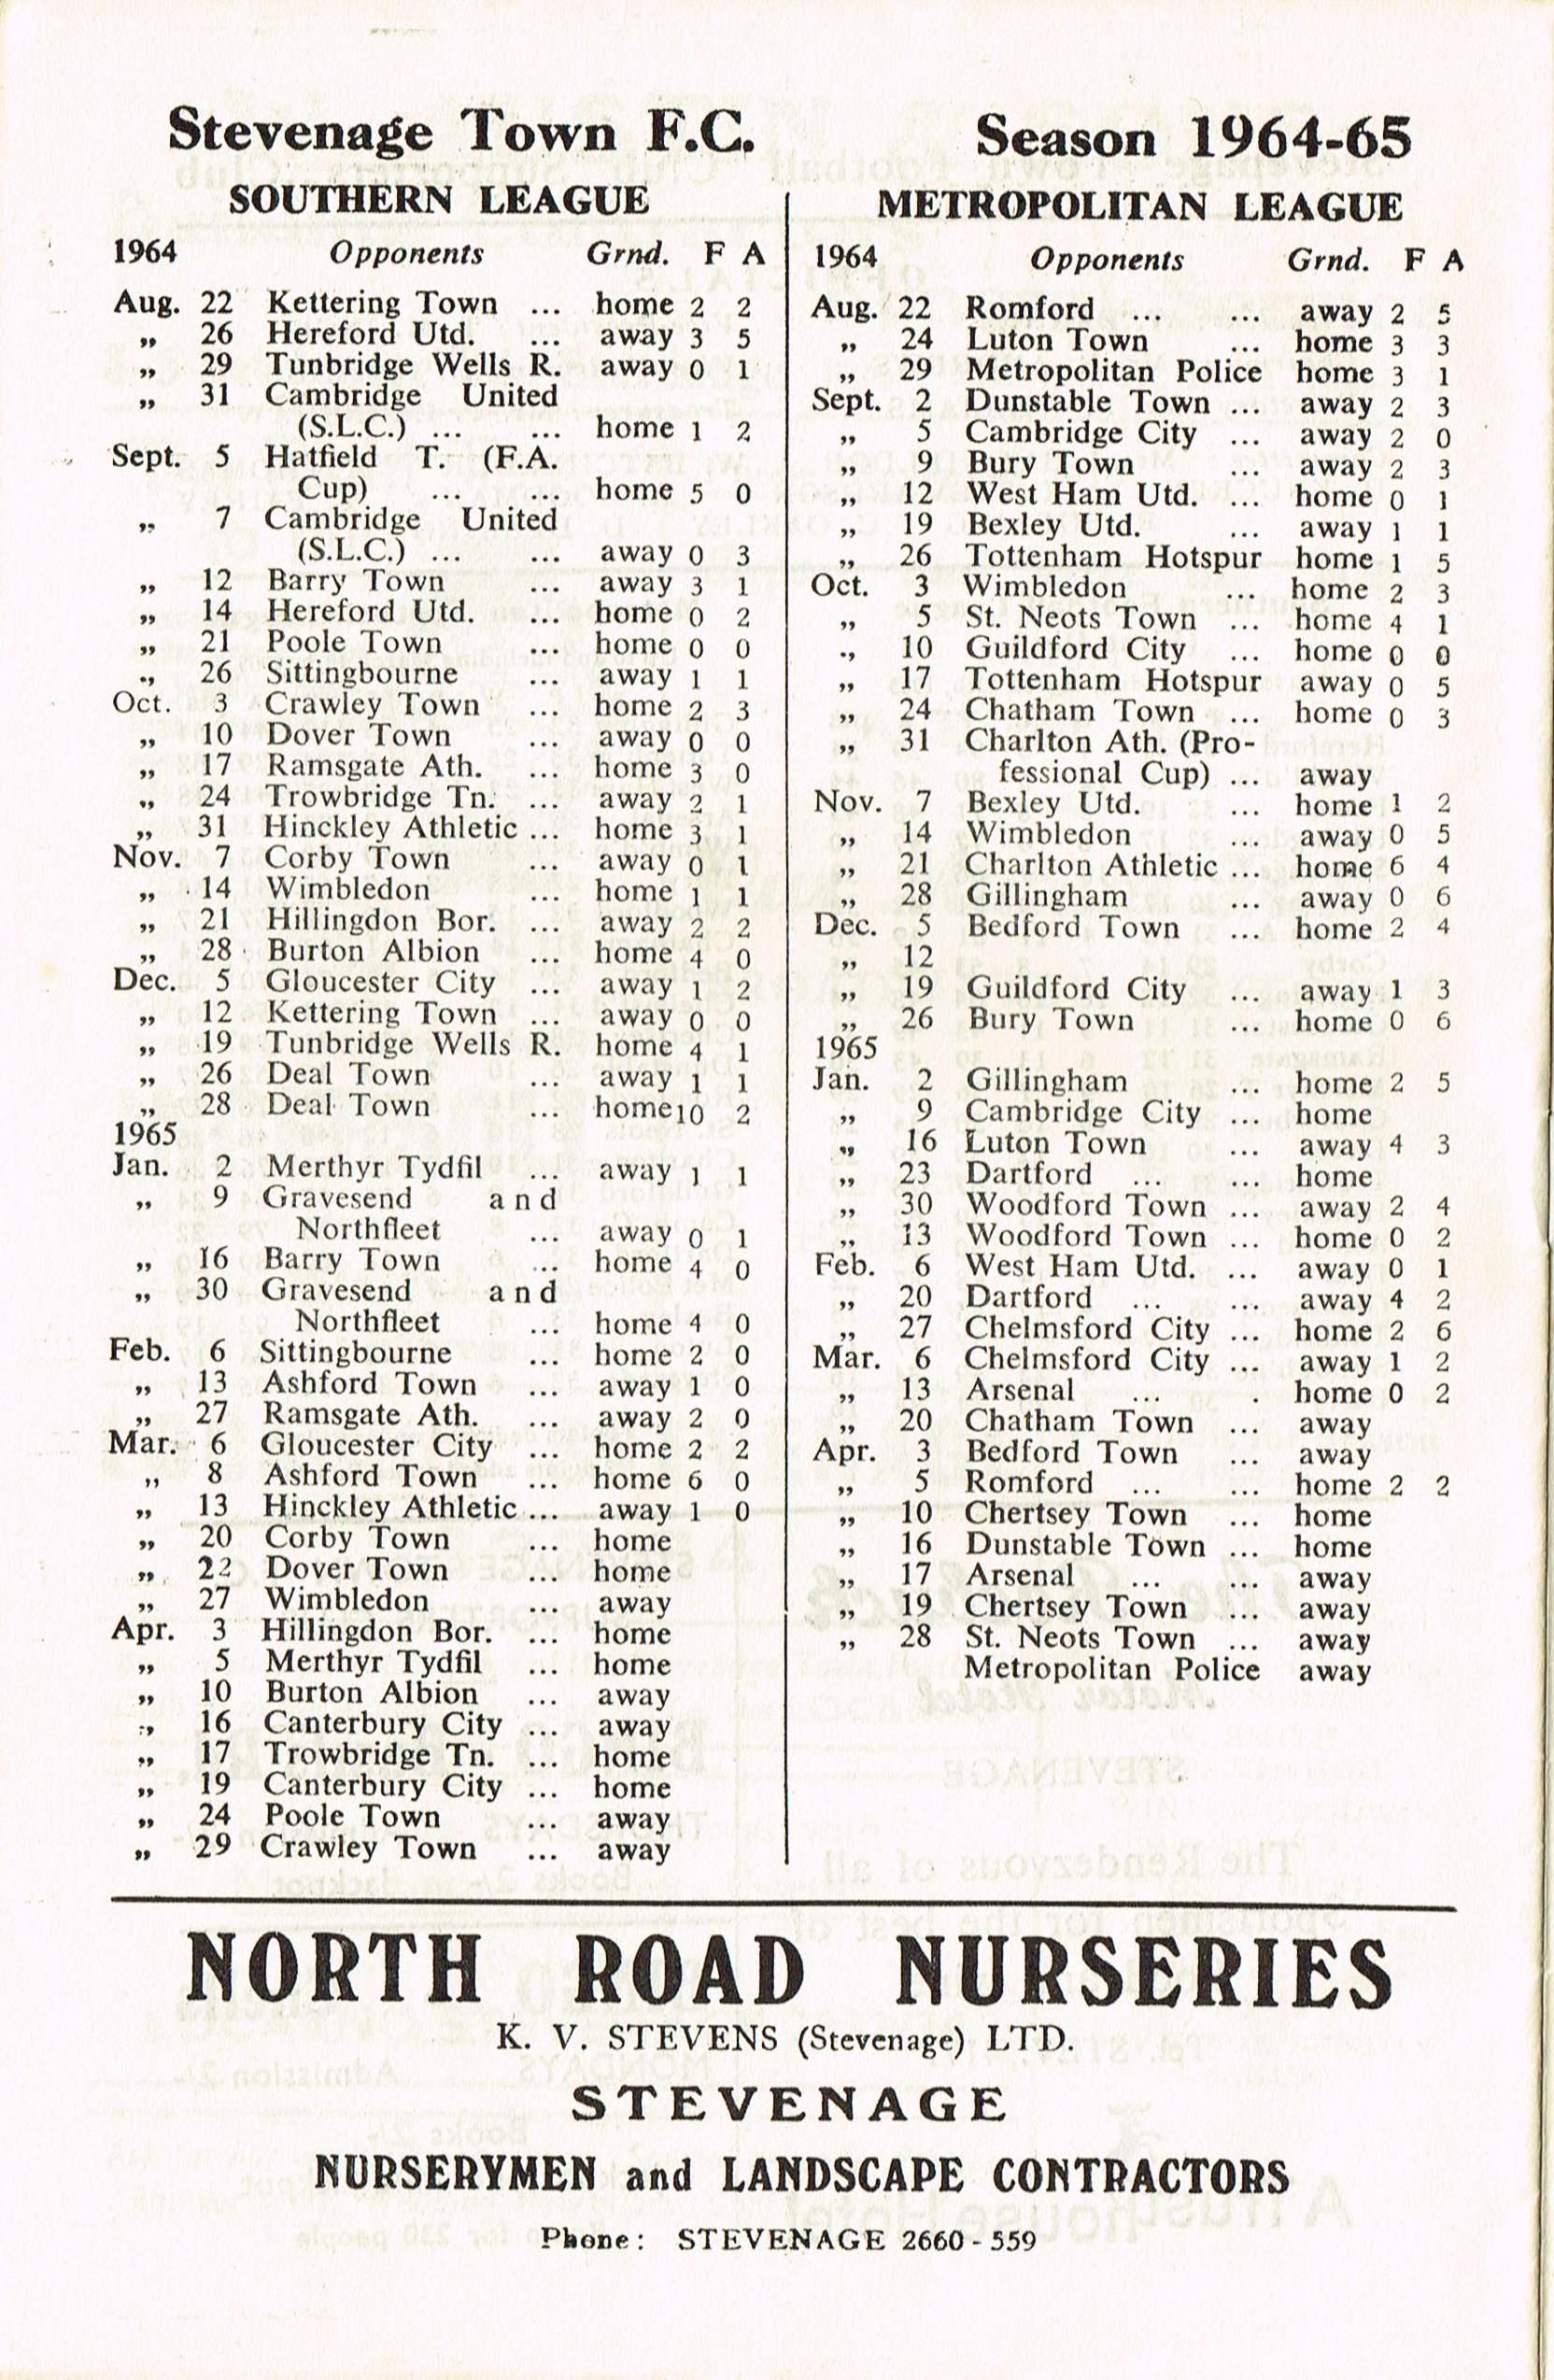 Stevenage Town F.C.
Season 1964-65
SOUTHERN LEAGUE
1964 Opponents Grnd. F A
Aug. 22 Kettering Town ... home 2 2
„ 26 Hereford Utd. ... away 3 5
„ 29 Tunbridge Wells R. away 0 1
„ 31 Cambridge United
(S.L.C.) ... ... home 1 2
Sept. 5 Hatfield T. (F.A.
Cup) ... ... home 5 0
„ 7 Cambridge United
(S.L.C.) ... ... away 0 3
„ 12 Barry Town ... away 3 1
„ 14 Hereford Utd. ... home 0 2
„ 21 Poole Town ... home 0 0
„ 26 Sittingbourne ... away 1 1
Oct. 3 Crawley Town ... home 2 3
„ 10 Dover Town ... away 0 0
„ 17 Ramsgate Ath. ... home 3 0
„ 24 Trowbridge Tn. ... away 2 1
„ 31 Hinckley Athletic ... home 3 1
Nov. 7 Corby Town ... away 0 1
„ 14 Wimbledon ... home 1 1
„ 21 Hillingdon Bor. ... away 2 2
„ 28 Burton Albion ... home 4 0
Dec. 5 Gloucester City ... away 1 2
„ 12 Kettering Town ... away 0 0
„ 19 Tunbridge Wells R. home 4 1
„ 26 Deal Town ... away 1 1
„ 28 Deal Town ... home 10 2
1965
Jan. 2 Merthyr Tydfil ... away 1 1
„ 9 Gravesend and
Northfleet ... away 0 1
„ 16 Barry Town ... home 4 0
„ 30 Gravesend and
Northfleet ... home 4 0
Feb. 6 Sittingbourne ... home 2 0
„ 13 Ashford Town ... away 1 0
„ 27 Ramsgate Ath. ... away 2 0
Mar. 6 Gloucester City ... home 2 2
„ 8 Ashford Town ... home 6 0
„ 13 Hinckley Athletic ... away 1 0
„ 20 Corby Town ... home
„ 22 Dover Town ... home
„ 27 Wimbledon ... away
Apr. 3 Hillingdon Bor. ... home
„ 5 Merthyr Tydfil ... home
„ 10 Burton Albion ... away
„ 16 Canterbury City ... away
„ 17 Trowbridge Tn. ... home
„ 19 Canterbury City ... home
„ 24 Poole Town ... away
„ 29 Crawley Town ... away
METROPOLITAN LEAGUE
1964 Opponents Grnd. F A
Aug. 22 Romford ... ... away 2 5
„ 24 Luton Town ... home 3 3
„ 29 Metropolitan Police home 3 1
Sept. 2 Dunstable Town ... away 2 3
„ 5 Cambridge City ... away 2 0
„ 9 Bury Town ... away 2 3
„ 12 West Ham Utd. ... home 0 1
„ 19 Bexley Utd. ... away 1 1
„ 26 Tottenham Hotspur home 1 5
Oct. 3 Wimbledon ... home 2 3
„ 5 St. Neots Town ... home 4 1
„ 10 Guildford City ... home 0 0
„ 17 Tottenham Hotspur away 0 5
„ 24 Chatham Town ... home 0 3
„ 31 Charlton Ath. (Pro-
fessional Cup) ... away
Nov. 7 Bexley Utd. ... home 1 2
„ 14 Wimbledon ... away 0 5
„ 21 Charlton Athletic ... home 6 4
„ 28 Gillingham ... away 0 6
Dec. 5 Bedford Town ... home 2 4
„ 12
„ 19 Guildford City ... away 1 3
„ 26 Bury Town ... home 0 6
1965
Jan. 2 Gillingham ... home 2 5
„ 9 Cambridge City ... home
„ 16 Luton Town ... away 4 3
„ 23 Dartford ... ... home
„ 30 Woodford Town ... away 2 4
„ 13 Woodford Town ... home 0 2
Feb. 6 West Ham Utd. ... away 0 1
„ 20 Dartford ... ... away 4 2
„ 27 Chelmsford City ... home 2 6
Mar. 6 Chelmsford City ... away 1 2
„ 13 Arsenal ... . home 0 2
„ 20 Chatham Town ... away
Apr. 3 Bedford Town ... away
„ 5 Romford ... ... home 2 2
„ 10 Chertsey Town ... home
„ 16 Dunstable Town ... home
„ 17 Arsenal ... ... away
„ 19 Chertsey Town ... away
„ 28 St. Neots Town ... away
Metropolitan Police away
NORTH ROAD NURSERIES
K. V. STEVENS (Stevenage) LTD.
STEVENAGE
NURSERYMEN and LANDSCAPE CONTRACTORS
Phone: STEVENAGE 2660 - 559